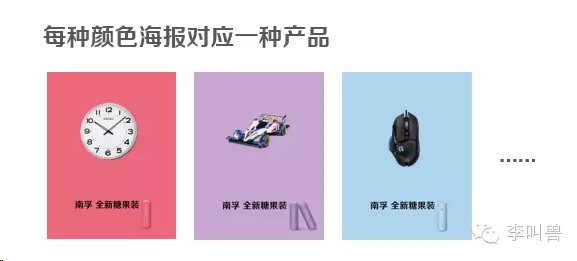 每种颜色海报对应一种产品
南孚 全新糖果装
南孚 全新糖果装
南孚 全新糖果装
......
李叫兽